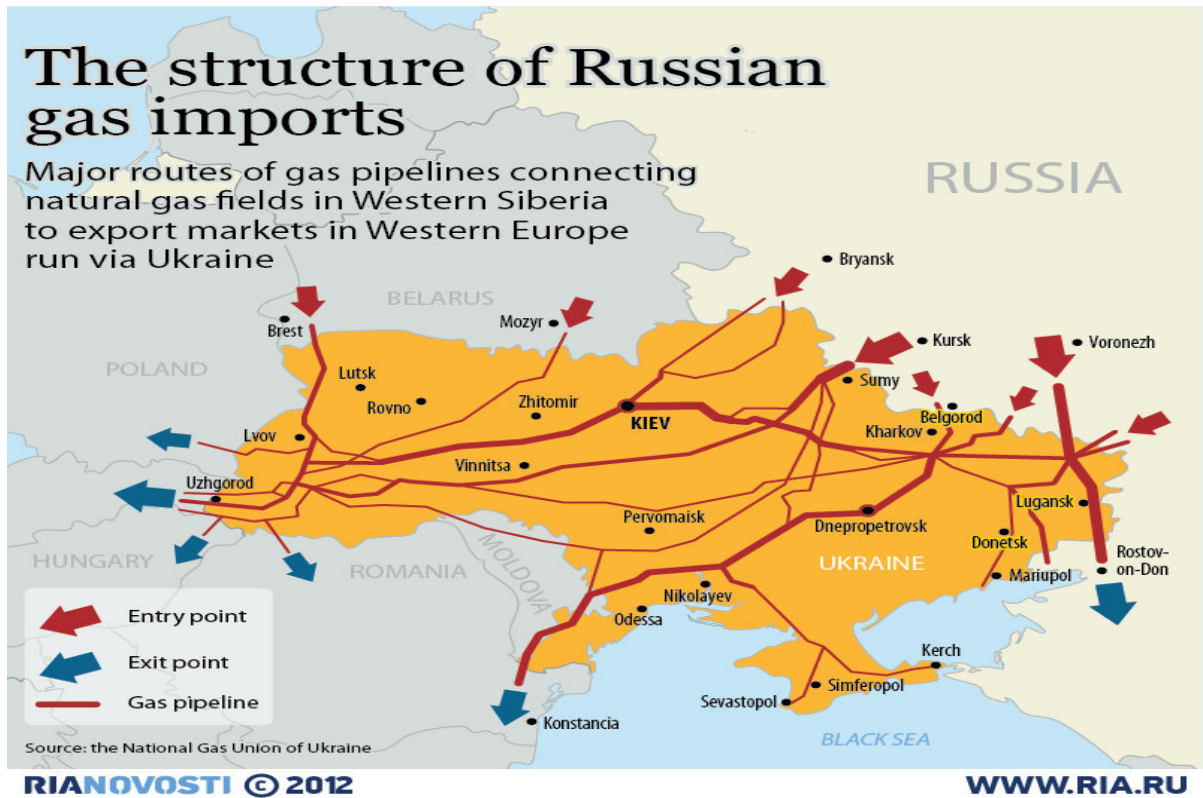 The structure of Russian
gas imports
Major routes of gas pipelines connecting
natural gas fields in Western Siberia
to export markets in Western Europe
run via Ukraine
RUSSIA
Bryansk
BELARUS
Brest
Mozyr
Kursk
Voronezh
POLAND
Lutsk
Rovno
Zhitomir
KIEV
Sumy
Belgorod
Kharkov
Lvov
Vinnitsa
Uzhgorod
Pervomaisk
Dnepropetrovsk
Lugansk
Donetsk
HUNGARY
ROMANIA
MOLDOVA
UKRAINE
Mariupol
Rostov-
on-Don
Nikolayev
Odessa
Kerch
Simferopol
Sevastopol
Konstancia
BLACK SEA
Entry point
Exit point
Gas pipeline
Source: the National Gas Union of Ukraine
RIANOVOSTI © 2012
WWW.RIA.RU